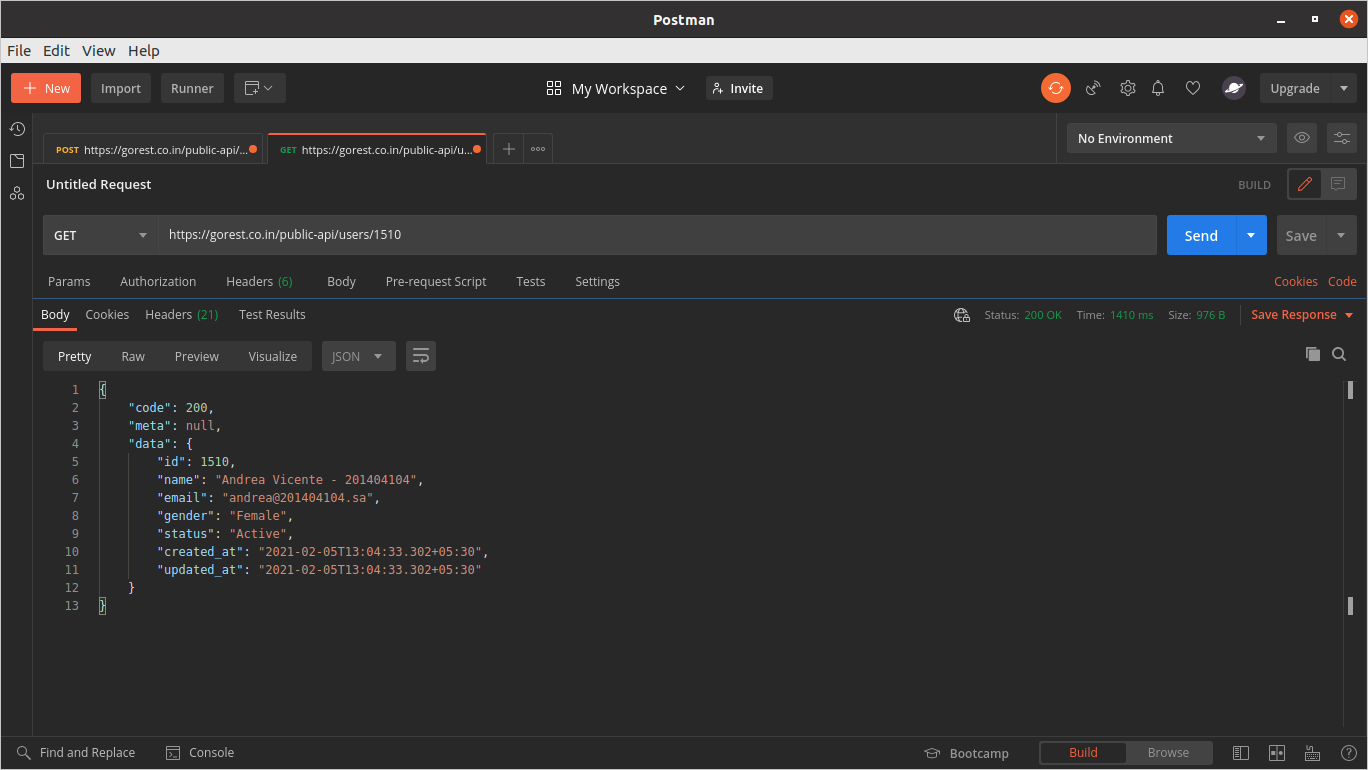 Postman
File Edit View Help
+ New Import Runner My Workspace Invite Upgrade
POST https://gorest.co.in/public-api/... GET https://gorest.co.in/public-api/u... No Environment
Untitled Request BUILD
GET https://gorest.co.in/public-api/users/1510 Send Save
Params Authorization Headers (6) Body Pre-request Script Tests Settings Cookies Code
Body Cookies Headers (21) Test Results Status: 200 OK Time: 1410 ms Size: 976 B Save Response
Pretty Raw Preview Visualize JSON
1 {
2 "code": 200,
3 "meta": null,
4 "data": {
5 "id": 1510,
6 "name": "Andrea Vicente - 201404104",
7 "email": "andrea@201404104.sa",
8 "gender": "Female",
9 "status": "Active",
10 "created_at": "2021-02-05T13:04:33.302+05:30",
11 "updated_at": "2021-02-05T13:04:33.302+05:30"
12 }
13 }
Find and Replace Console Bootcamp Build Browse